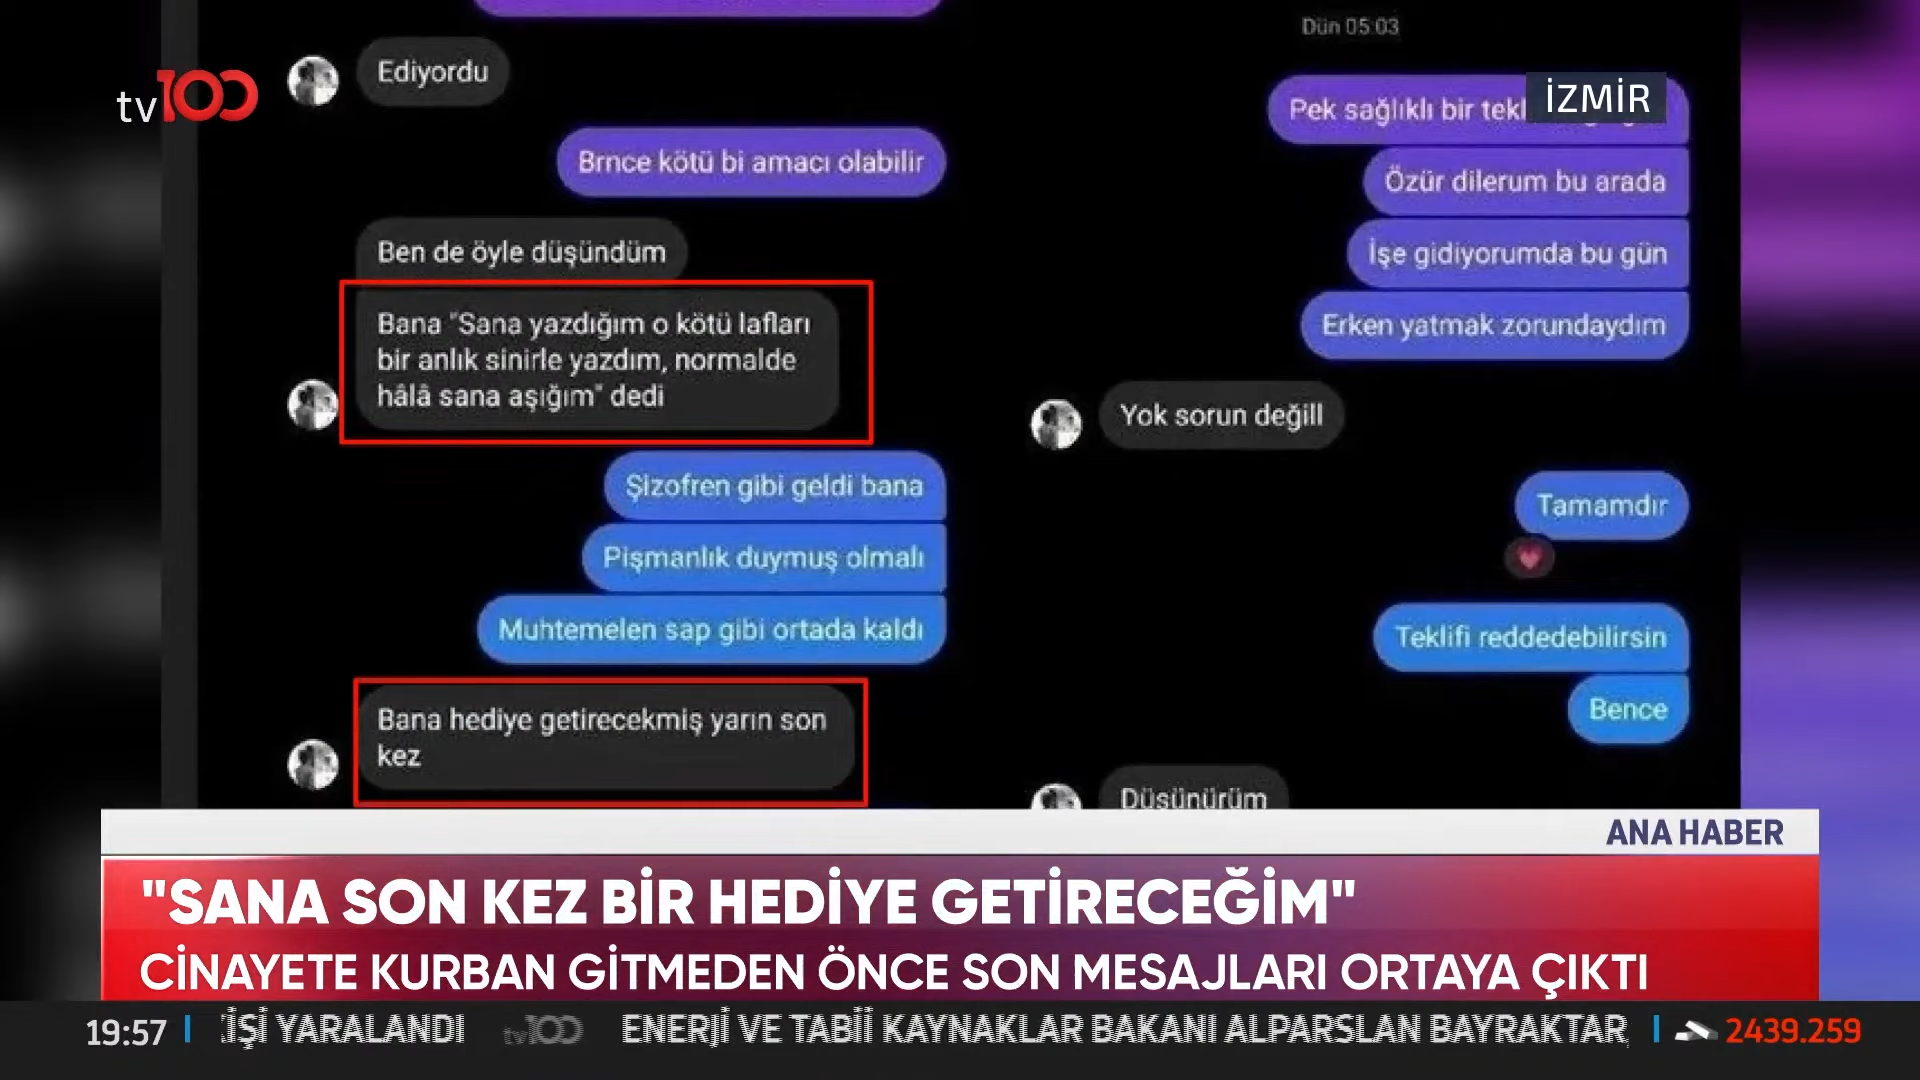 tv100
Ediyordu
Brnce kötü bi amacı olabilir
Ben de öyle düşündüm
Bana "Sana yazdığım o kötü lafları
bir anlık sinirle yazdım, normalde
hâlâ sana aşığım" dedi
Şizofren gibi geldi bana
Pişmanlık duymuş olmalı
Muhtemelen sap gibi ortada kaldı
Bana hediye getirecekmiş yarın son
kez
Dün 05:03
İZMİR
Pek sağlıklı bir
Özür dilerum bu arada
İşe gidiyorumda bu gün
Erken yatmak zorundaydım
Yok sorun değill
Tamamdır
Teklifi reddedebilirsin
Bence
Düşünürüm
ANA HABER
"SANA SON KEZ BİR HEDİYE GETİRECEĞİM"
CİNAYETE KURBAN GİTMEDEN ÖNCE SON MESAJLARI ORTAYA ÇIKTI
19:57 İŞİ YARALANDI tv100 ENERJİ VE TABİİ KAYNAKLAR BAKANI ALPARSLAN BAYRAKTAR 2439.259